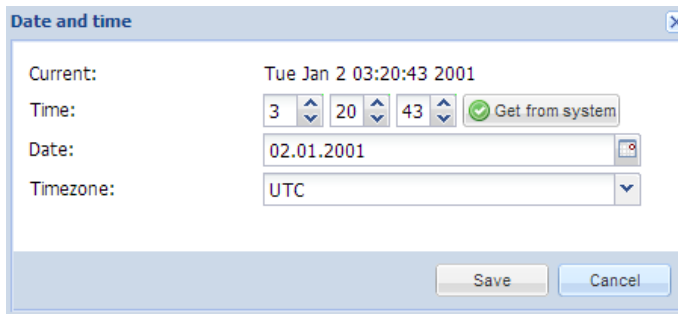 Date and time
Current: Tue Jan 2 03:20:43 2001
Time: 3 20 43 Get from system
Date: 02.01.2001
Timezone: UTC
Save Cancel